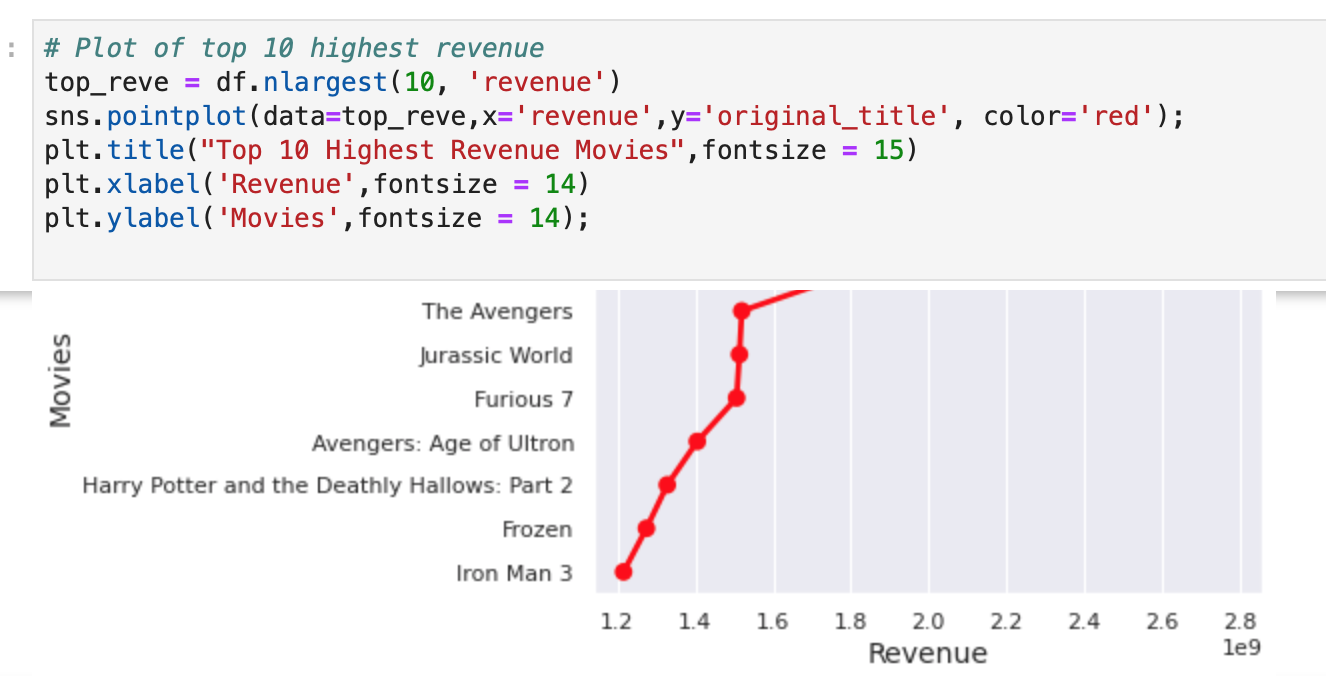 :
# Plot of top 10 highest revenue
top_reve = df.nlargest(10, 'revenue')
sns.pointplot(data=top_reve,x='revenue',y='original_title', color='red');
plt.title("Top 10 Highest Revenue Movies",fontsize = 15)
plt.xlabel('Revenue',fontsize = 14)
plt.ylabel('Movies',fontsize = 14);
Movies
The Avengers
Jurassic World
Furious 7
Avengers: Age of Ultron
Harry Potter and the Deathly Hallows: Part 2
Frozen
Iron Man 3
1.2 1.4 1.6 1.8 2.0 2.2 2.4 2.6 2.8
1e9
Revenue